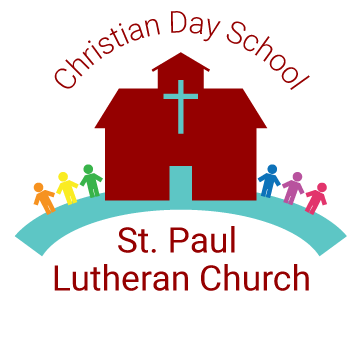 Christian Day School
St. Paul
Lutheran Church